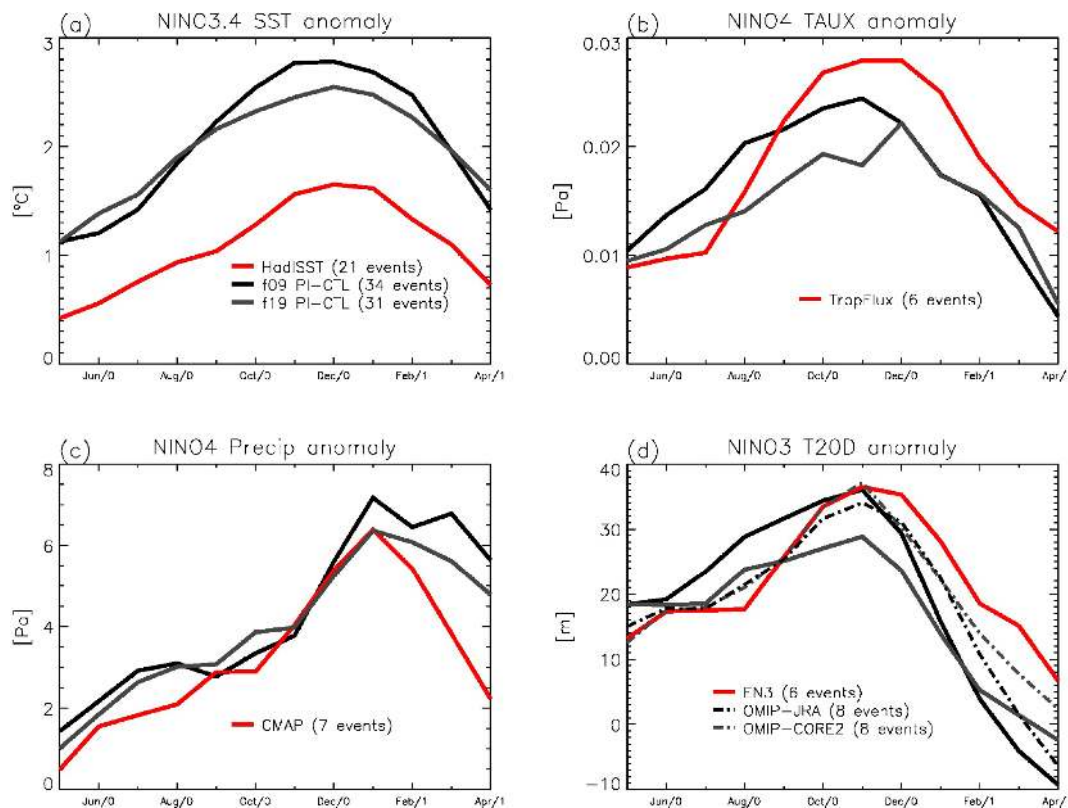 (a) NINO3.4 SST anomaly
3
2
1
0
[°C]
HadISST (21 events)
f09 PI-CTL (34 events)
f19 PI-CTL (31 events)
Jun/0 Aug/0 Oct/0 Dec/0 Feb/1 Apr/1
(b) NINO4 TAUX anomaly
0.03
0.02
0.01
0.00
[Pa]
TropFlux (6 events)
Jun/0 Aug/0 Oct/0 Dec/0 Feb/1 Apr/
(c) NINO4 Precip anomaly
8
6
4
2
0
[Pa]
CMAP (7 events)
Jun/0 Aug/0 Oct/0 Dec/0 Feb/1 Apr/1
(d) NINO3 T20D anomaly
40
30
20
10
0
-10
[m]
EN3 (6 events)
OMIP-JRA (8 events)
OMIP-CORE2 (8 events)
Jun/0 Aug/0 Oct/0 Dec/0 Feb/1 Apr/